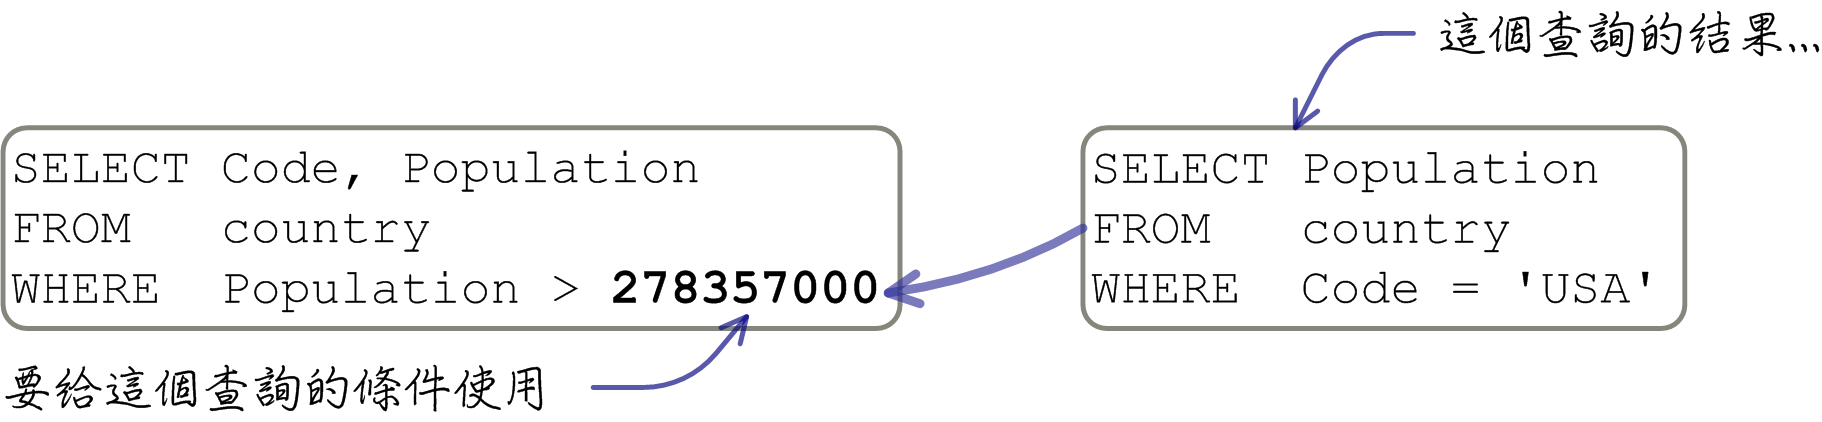 這個查詢的结果...
SELECT Code, Population
FROM   country
WHERE  Population > 278357000
SELECT Population
FROM   country
WHERE  Code = 'USA'
要给這個查詢的條件使用